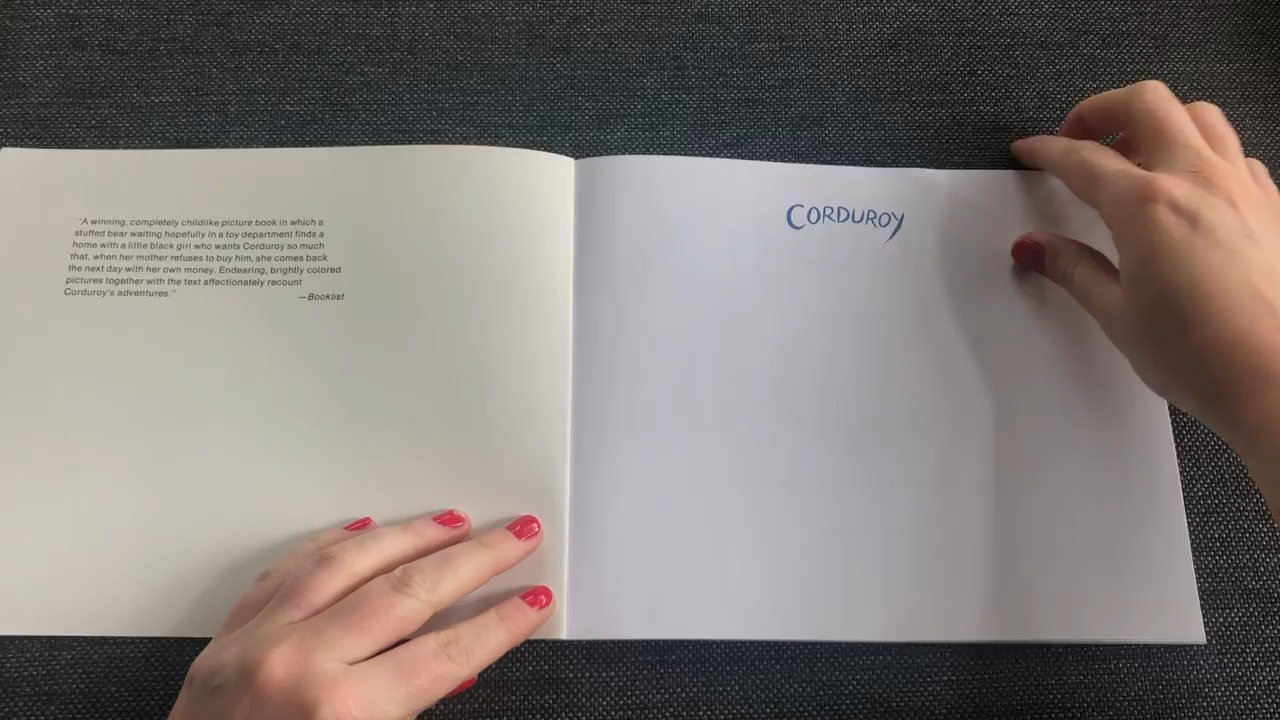 "A winning, completely childlike picture book in which a
stuffed bear waiting hopefully in a toy department finds a
home with a little black girl who wants Corduroy so much
that, when her mother refuses to buy him, she comes back
the next day with her own money. Endearing, brightly colored
pictures together with the text affectionately recount
Corduroy's adventures."
—Booklist
CORDUROY